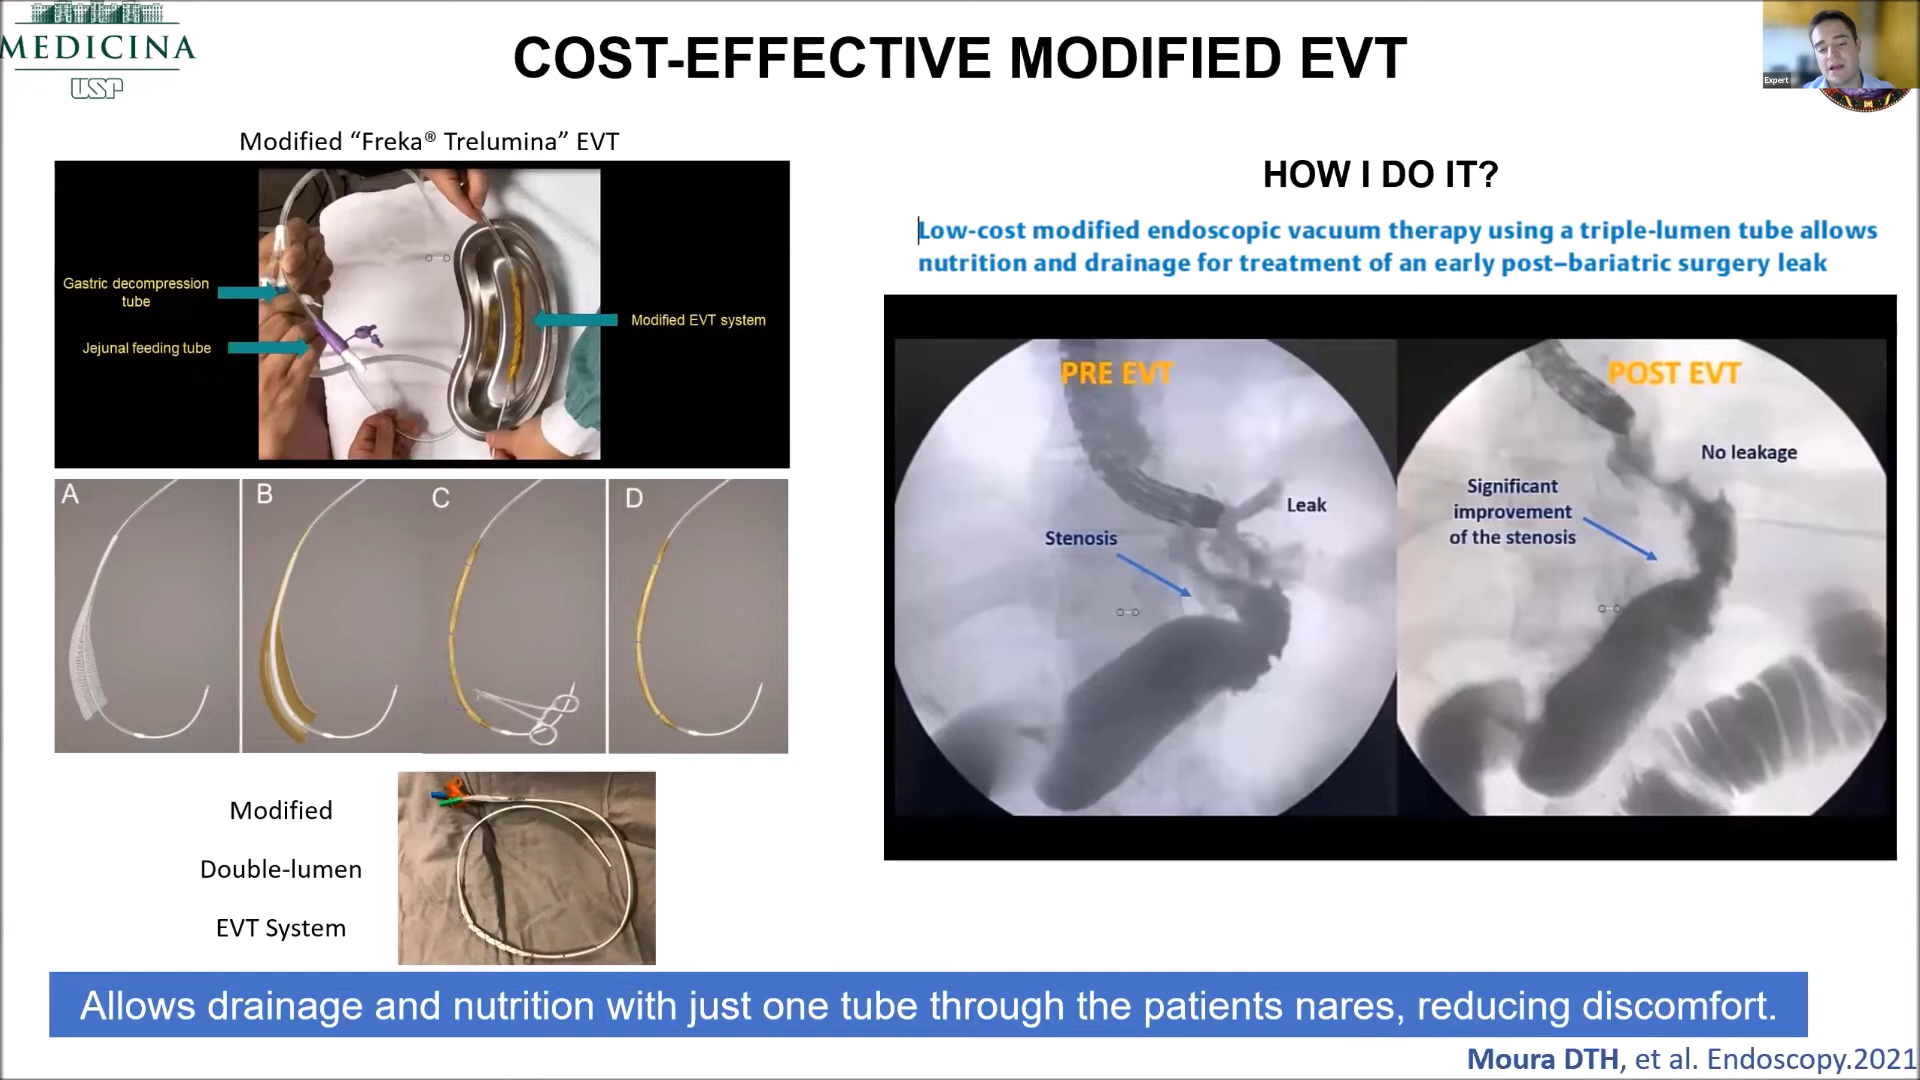 MEDICINA
USP
COST-EFFECTIVE MODIFIED EVT
Expert
Modified “Freka® Trelumina” EVT
Gastric decompression
tube
Jejunal feeding tube
Modified EVT system
A
B
C
D
Modified
Double-lumen
EVT System
HOW I DO IT?
Low-cost modified endoscopic vacuum therapy using a triple-lumen tube allows
nutrition and drainage for treatment of an early post–bariatric surgery leak
PRE EVT
Leak
Stenosis
POST EVT
No leakage
Significant
improvement
of the stenosis
Allows drainage and nutrition with just one tube through the patients nares, reducing discomfort.
Moura DTH, et al. Endoscopy.2021